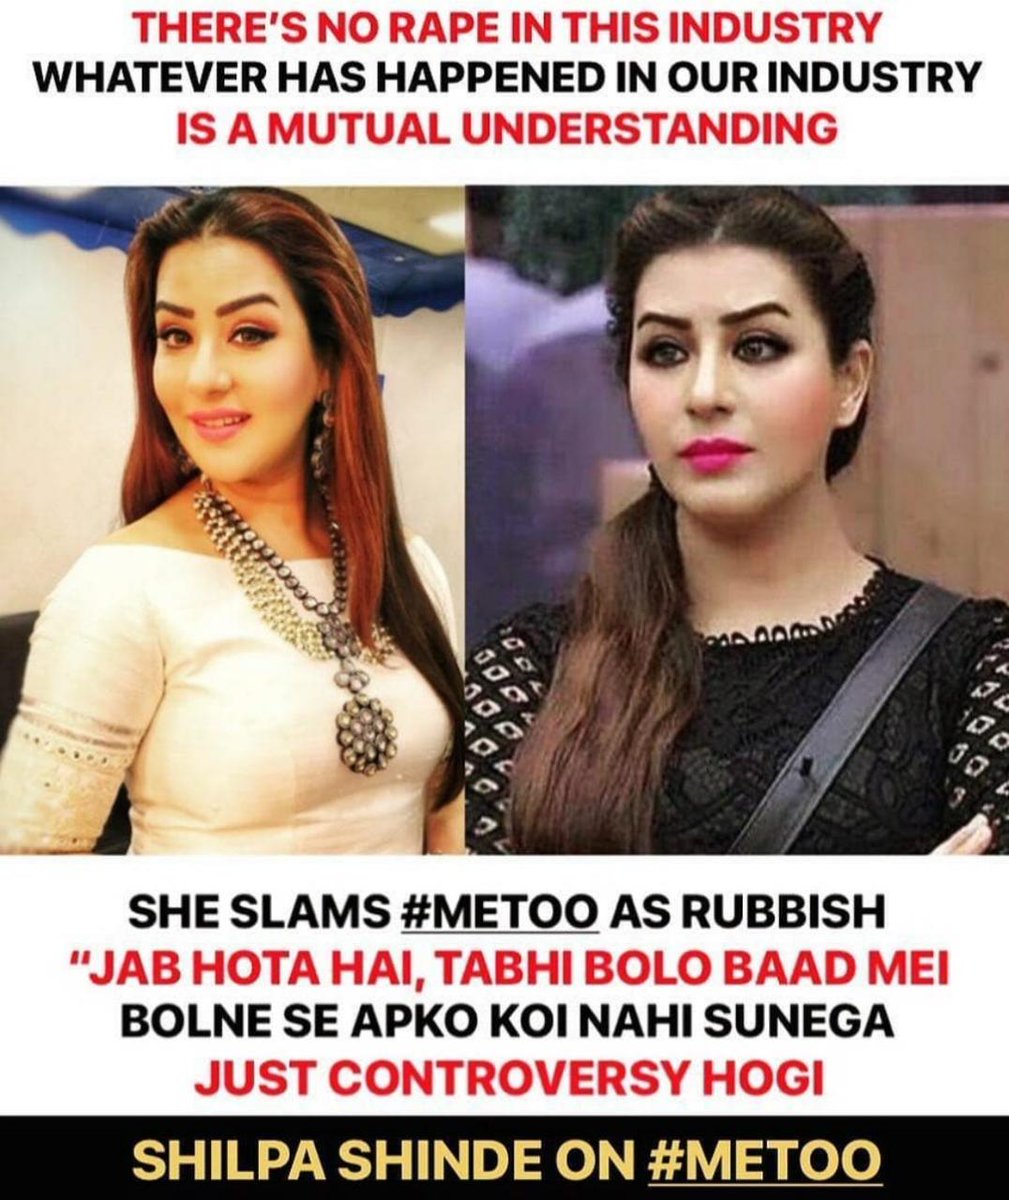 THERE'S NO RAPE IN THIS INDUSTRY
WHATEVER HAS HAPPENED IN OUR INDUSTRY
IS A MUTUAL UNDERSTANDING
SHE SLAMS #METOO AS RUBBISH
"JAB HOTA HAI, TABHI BOLO BAAD MEI
BOLNE SE APKO KOI NAHI SUNEGA
JUST CONTROVERSY HOGI
SHILPA SHINDE ON #METOO